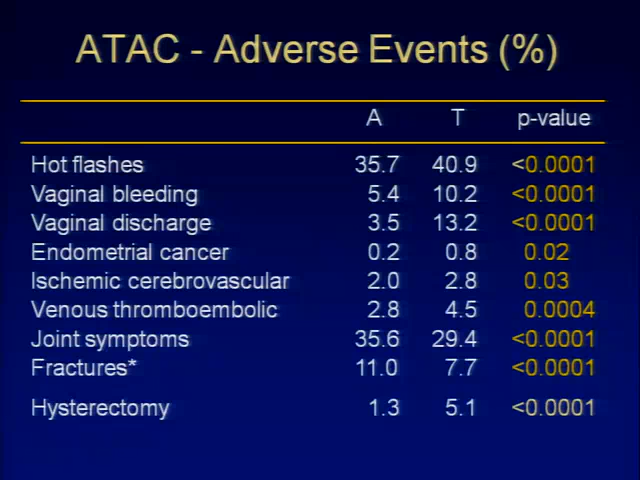 ATAC - Adverse Events (%)
A T p-value
Hot flashes 35.7 40.9 <0.0001
Vaginal bleeding 5.4 10.2 <0.0001
Vaginal discharge 3.5 13.2 <0.0001
Endometrial cancer 0.2 0.8 0.02
Ischemic cerebrovascular 2.0 2.8 0.03
Venous thromboembolic 2.8 4.5 0.0004
Joint symptoms 35.6 29.4 <0.0001
Fractures* 11.0 7.7 <0.0001
Hysterectomy 1.3 5.1 <0.0001